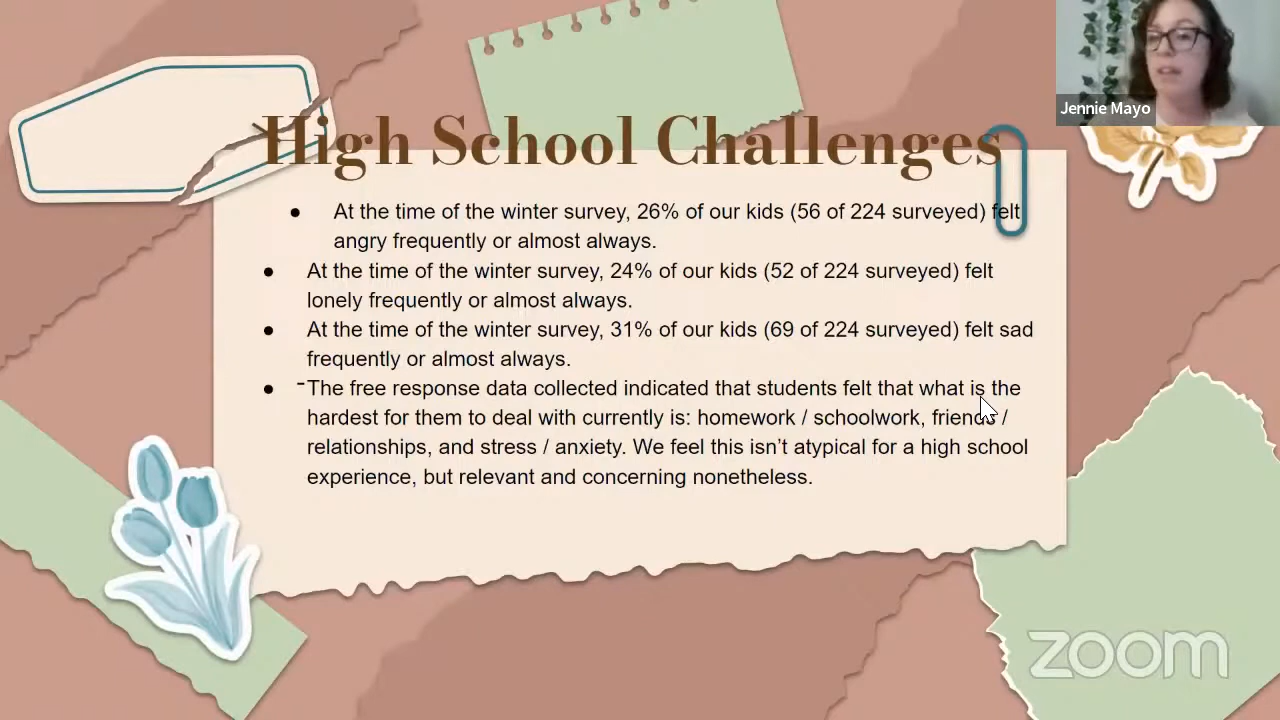 Jennie Mayo
High School Challenges
● At the time of the winter survey, 26% of our kids (56 of 224 surveyed) felt
angry frequently or almost always.
● At the time of the winter survey, 24% of our kids (52 of 224 surveyed) felt
lonely frequently or almost always.
● At the time of the winter survey, 31% of our kids (69 of 224 surveyed) felt sad
frequently or almost always.
● -The free response data collected indicated that students felt that what is the
hardest for them to deal with currently is: homework / schoolwork, friends /
relationships, and stress / anxiety. We feel this isn’t atypical for a high school
experience, but relevant and concerning nonetheless.
zoom